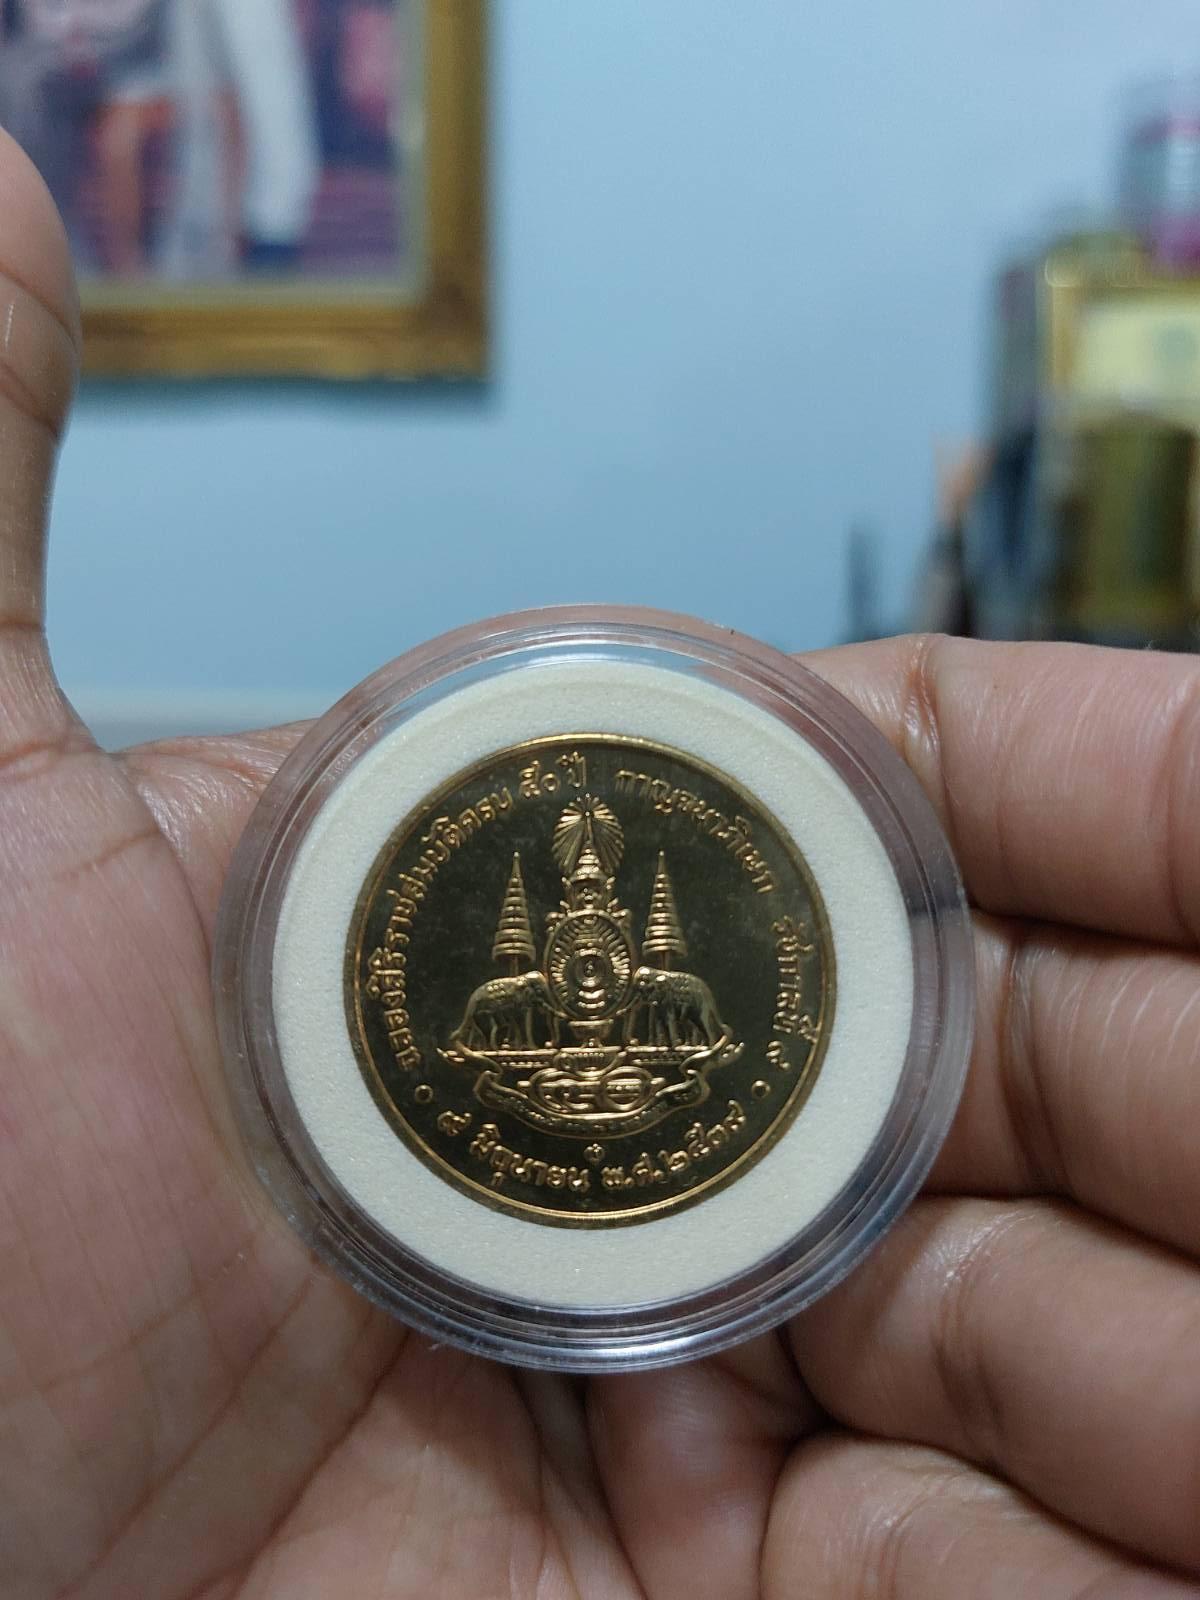 ฉลองสิริราชสมบัติครบ ๕๐ ปี กาญจนาภิเษก รัชกาลที่ ๙
๙ มิถุนายน พ.ศ.๒๕๓๙